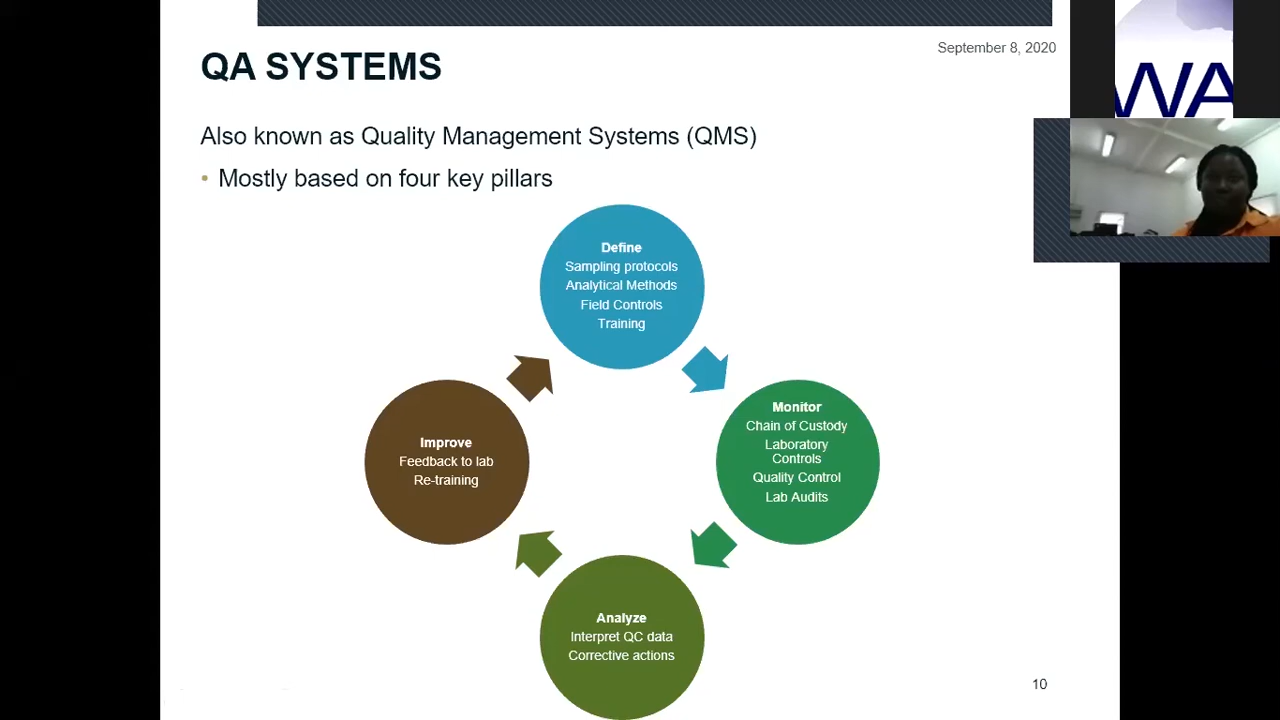 September 8, 2020
QA SYSTEMS
Also known as Quality Management Systems (QMS)
• Mostly based on four key pillars
Define
Sampling protocols
Analytical Methods
Field Controls
Training
Monitor
Chain of Custody
Laboratory
Controls
Quality Control
Lab Audits
Analyze
Interpret QC data
Corrective actions
Improve
Feedback to lab
Re-training
10
WA